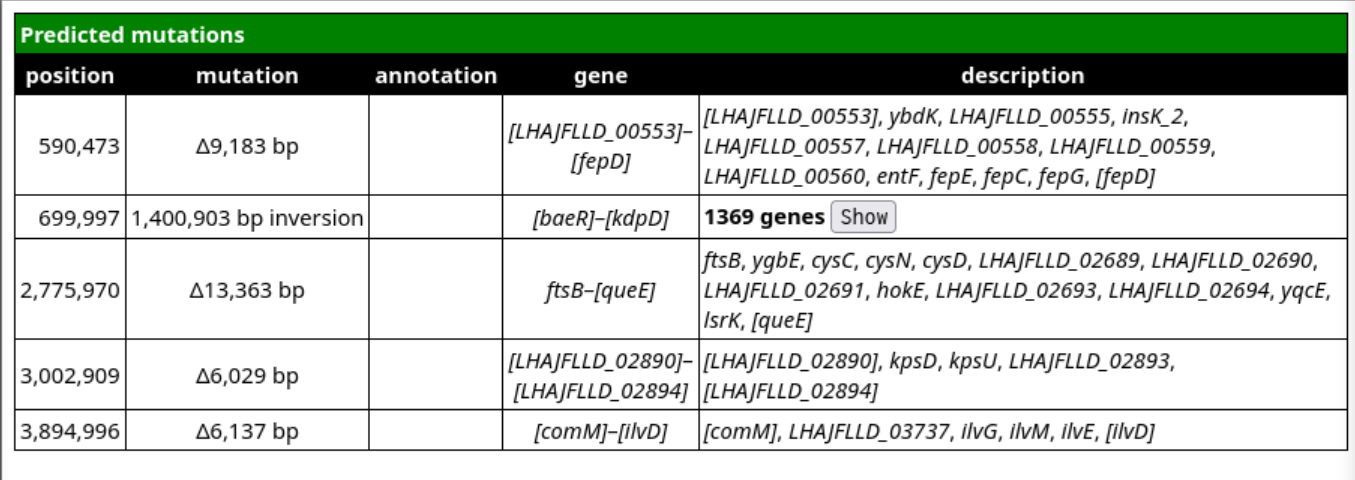 Predicted mutations
position mutation annotation gene description
590,473 Δ9,183 bp [LHAJFLLD_00553]–[fepD] [LHAJFLLD_00553], ybdK, LHAJFLLD_00555, insK_2,
LHAJFLLD_00557, LHAJFLLD_00558, LHAJFLLD_00559,
LHAJFLLD_00560, entF, fepE, fepC, fepG, [fepD]
699,997 1,400,903 bp inversion [baeR]–[kdpD] 1369 genes Show
2,775,970 Δ13,363 bp ftsB–[queE] ftsB, ygbE, cysC, cysN, cysD, LHAJFLLD_02689, LHAJFLLD_02690,
LHAJFLLD_02691, hokE, LHAJFLLD_02693, LHAJFLLD_02694, yqcE,
lsrK, [queE]
3,002,909 Δ6,029 bp [LHAJFLLD_02890]–[LHAJFLLD_02894] [LHAJFLLD_02890], kpsD, kpsU, LHAJFLLD_02893,
[LHAJFLLD_02894]
3,894,996 Δ6,137 bp [comM]–[ilvD] [comM], LHAJFLLD_03737, ilvG, ilvM, ilvE, [ilvD]